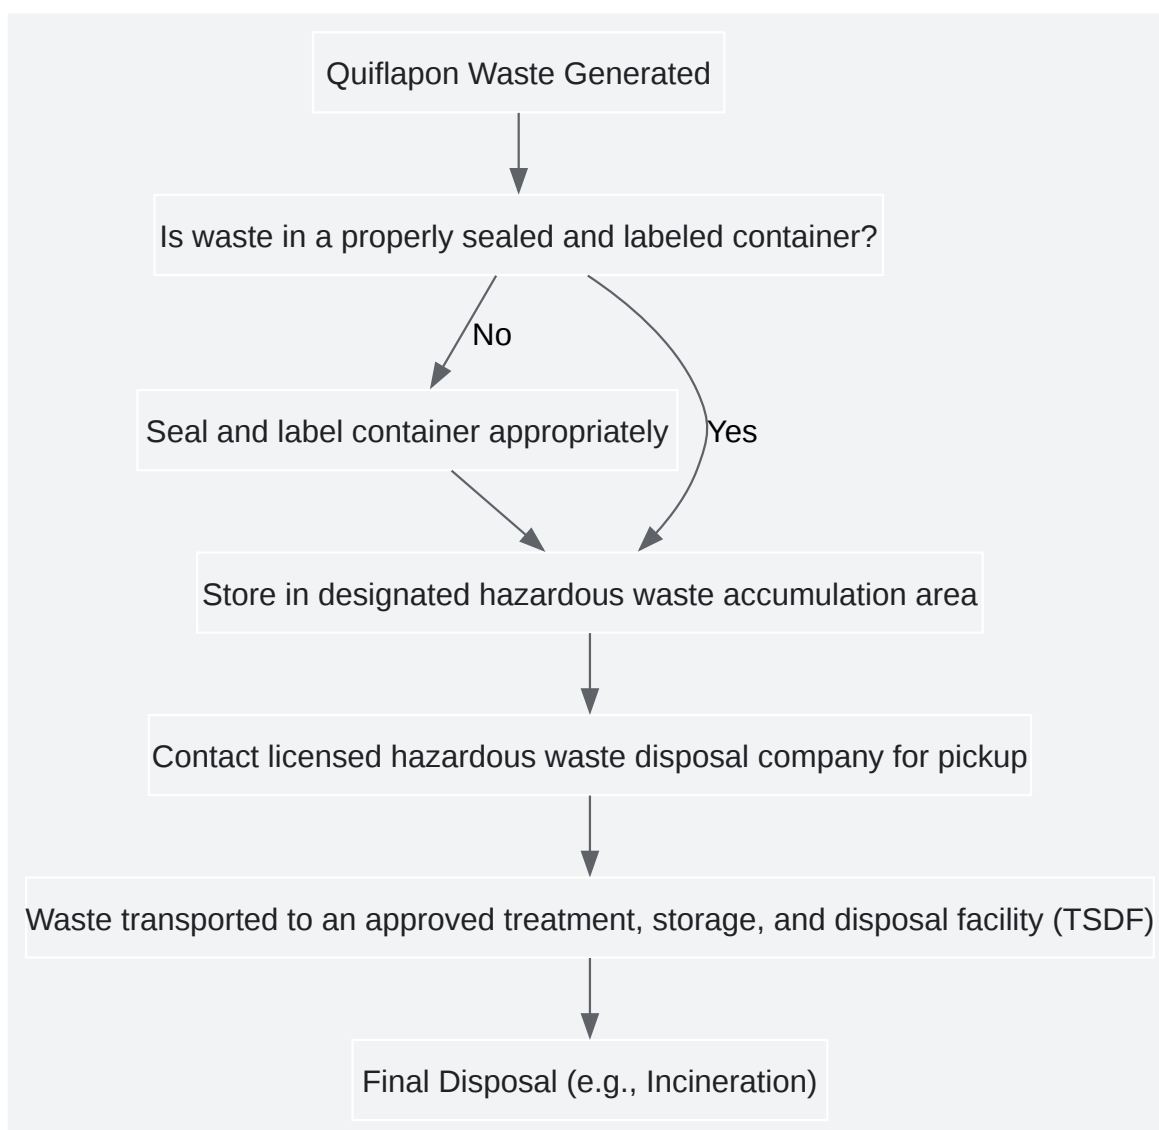 Quiflapon Waste Generated
Is waste in a properly sealed and labeled container?
No
Seal and label container appropriately
Yes
Store in designated hazardous waste accumulation area
Contact licensed hazardous waste disposal company for pickup
Waste transported to an approved treatment, storage, and disposal facility (TSDF)
Final Disposal (e.g., Incineration)